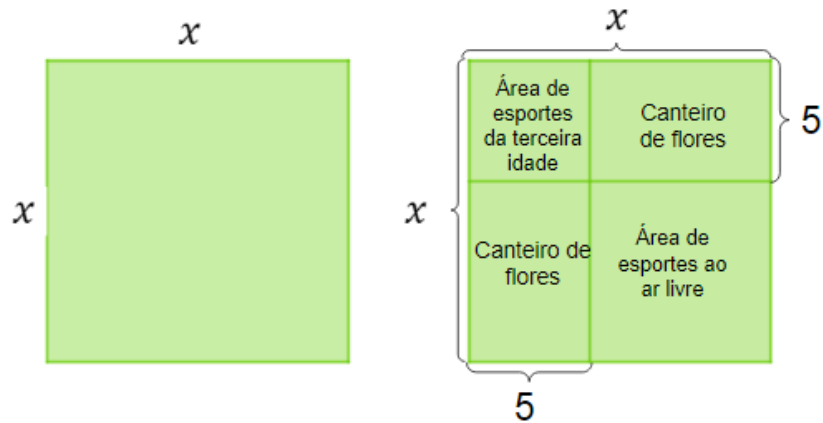 x
x
x
x
Área de
esportes
da terceira
idade
Canteiro
de flores
5
Canteiro de
flores
Área de
esportes ao
ar livre
5